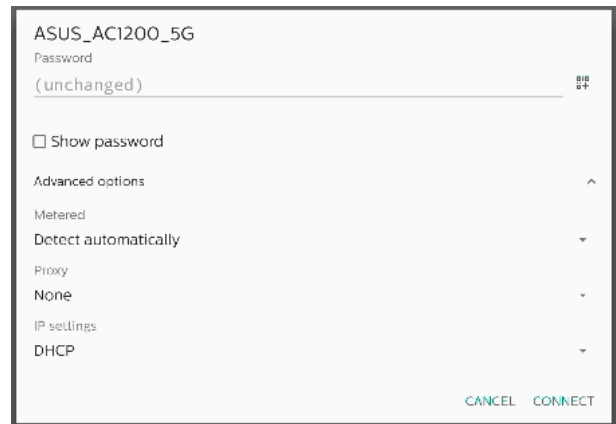 ASUS_AC1200_5G
Password
(unchanged)
Show password
Advanced options
Metered
Detect automatically
Proxy
None
IP settings
DHCP
CANCEL CONNECT